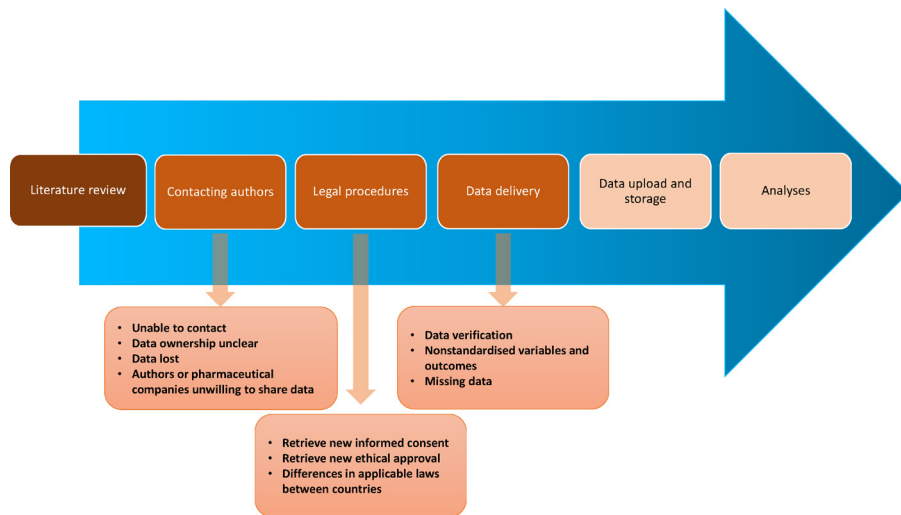 Literature review
Contacting authors
Legal procedures
Data delivery
Data upload and
storage
Analyses
• Unable to contact
• Data ownership unclear
• Data lost
• Authors or pharmaceutical
companies unwilling to share data
• Data verification
• Nonstandardised variables and
outcomes
• Missing data
• Retrieve new informed consent
• Retrieve new ethical approval
• Differences in applicable laws
between countries